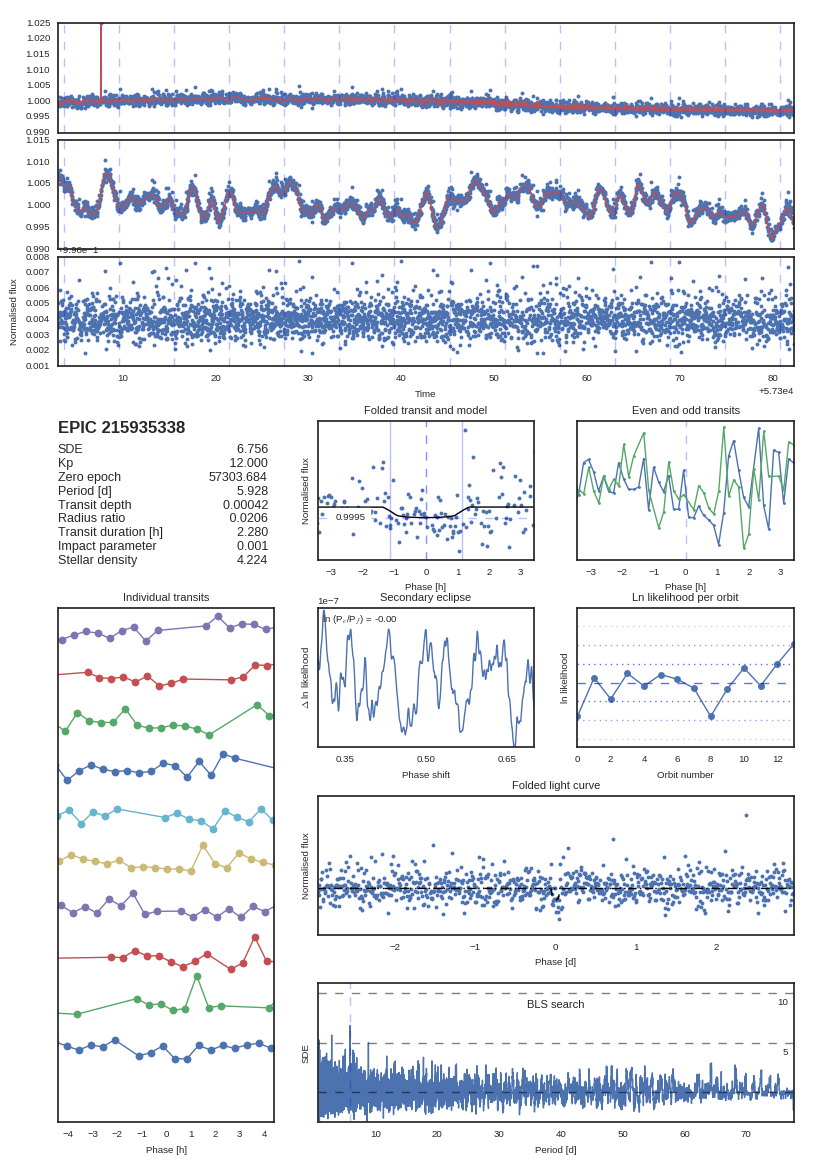 1.025
1.020
1.015
1.010
1.005
1.000
0.995
0.990
1.015
1.010
1.005
1.000
0.995
0.990
+9.96e−1
0.008
0.007
0.006
0.005
0.004
0.003
0.002
0.001
Normalised flux
10 20 30 40 50 60 70 80
Time
+5.73e4
EPIC 215935338
SDE 6.756
Kp 12.000
Zero epoch 57303.684
Period [d] 5.928
Transit depth 0.00042
Radius ratio 0.0206
Transit duration [h] 2.280
Impact parameter 0.001
Stellar density 4.224
Folded transit and model
Normalised flux
0.9995
−3 −2 −1 0 1 2 3
Phase [h]
Even and odd transits
−3 −2 −1 0 1 2 3
Phase [h]
Individual transits
−4 −3 −2 −1 0 1 2 3 4
Phase [h]
Secondary eclipse
1e−7
Δ ln likelihood
0.35 0.50 0.65
Phase shift
Ln likelihood per orbit
ln likelihood
0 2 4 6 8 10 12
Orbit number
Folded light curve
Normalised flux
−2 −1 0 1 2
Phase [d]
BLS search
10
5
SDE
10 20 30 40 50 60 70
Period [d]